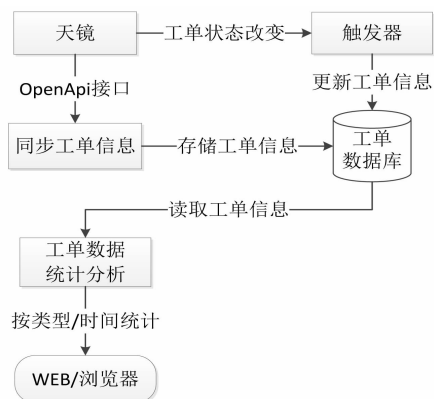 天镜
工单状态改变
触发器
OpenApi接口
更新工单信息
同步工单信息
存储工单信息
工单
数据库
读取工单信息
工单数据
统计分析
按类型/时间统计
WEB/浏览器